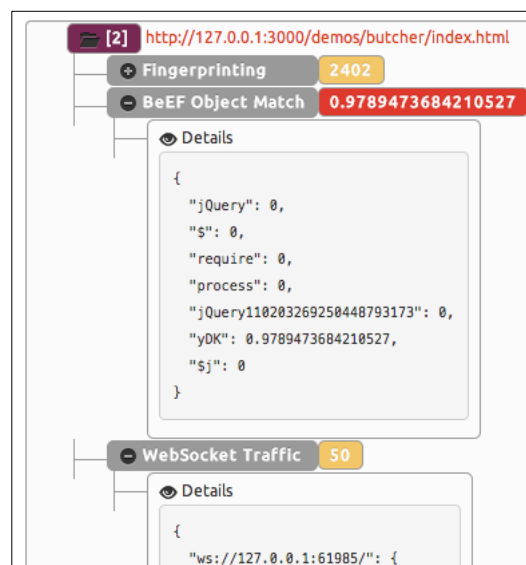 [2] http://127.0.0.1:3000/demos/butcher/index.html
Fingerprinting 2402
BeEF Object Match 0.9789473684210527
Details
{
"jQuery": 0,
"$": 0,
"require": 0,
"process": 0,
"jQuery110203269250448793173": 0,
"yDK": 0.9789473684210527,
"$j": 0
}
WebSocket Traffic 50
Details
{
"ws://127.0.0.1:61985/": {